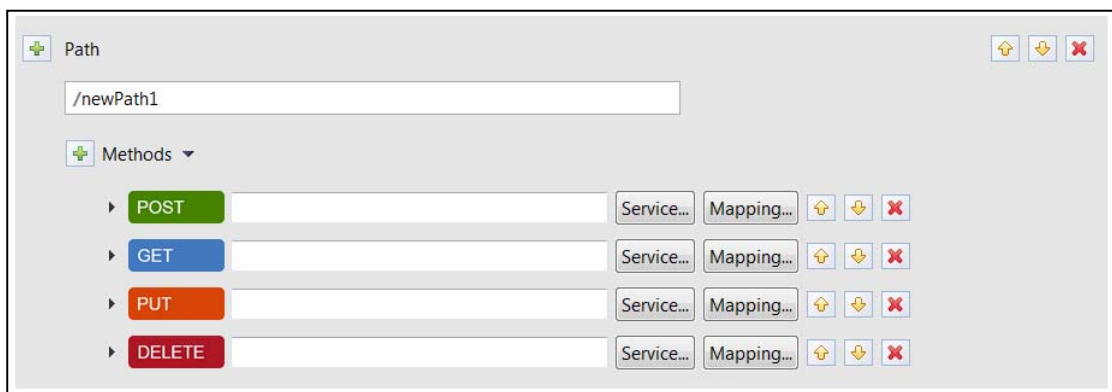 Path
/newPath1
Methods
POST Service... Mapping...
GET Service... Mapping...
PUT Service... Mapping...
DELETE Service... Mapping...